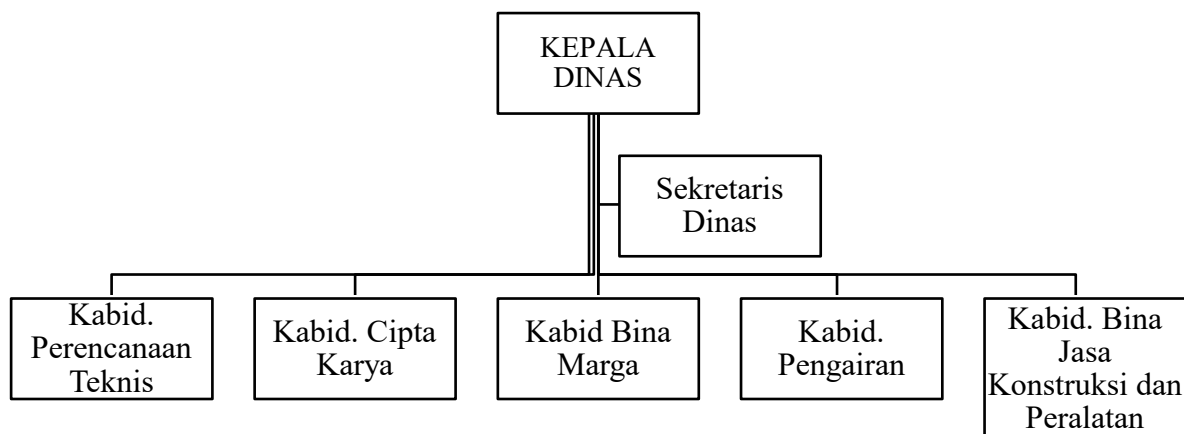 KEPALA
DINAS
Sekretaris
Dinas
Kabid.
Perencanaan
Teknis
Kabid. Cipta
Karya
Kabid Bina
Marga
Kabid.
Pengairan
Kabid. Bina
Jasa
Konstruksi dan
Peralatan